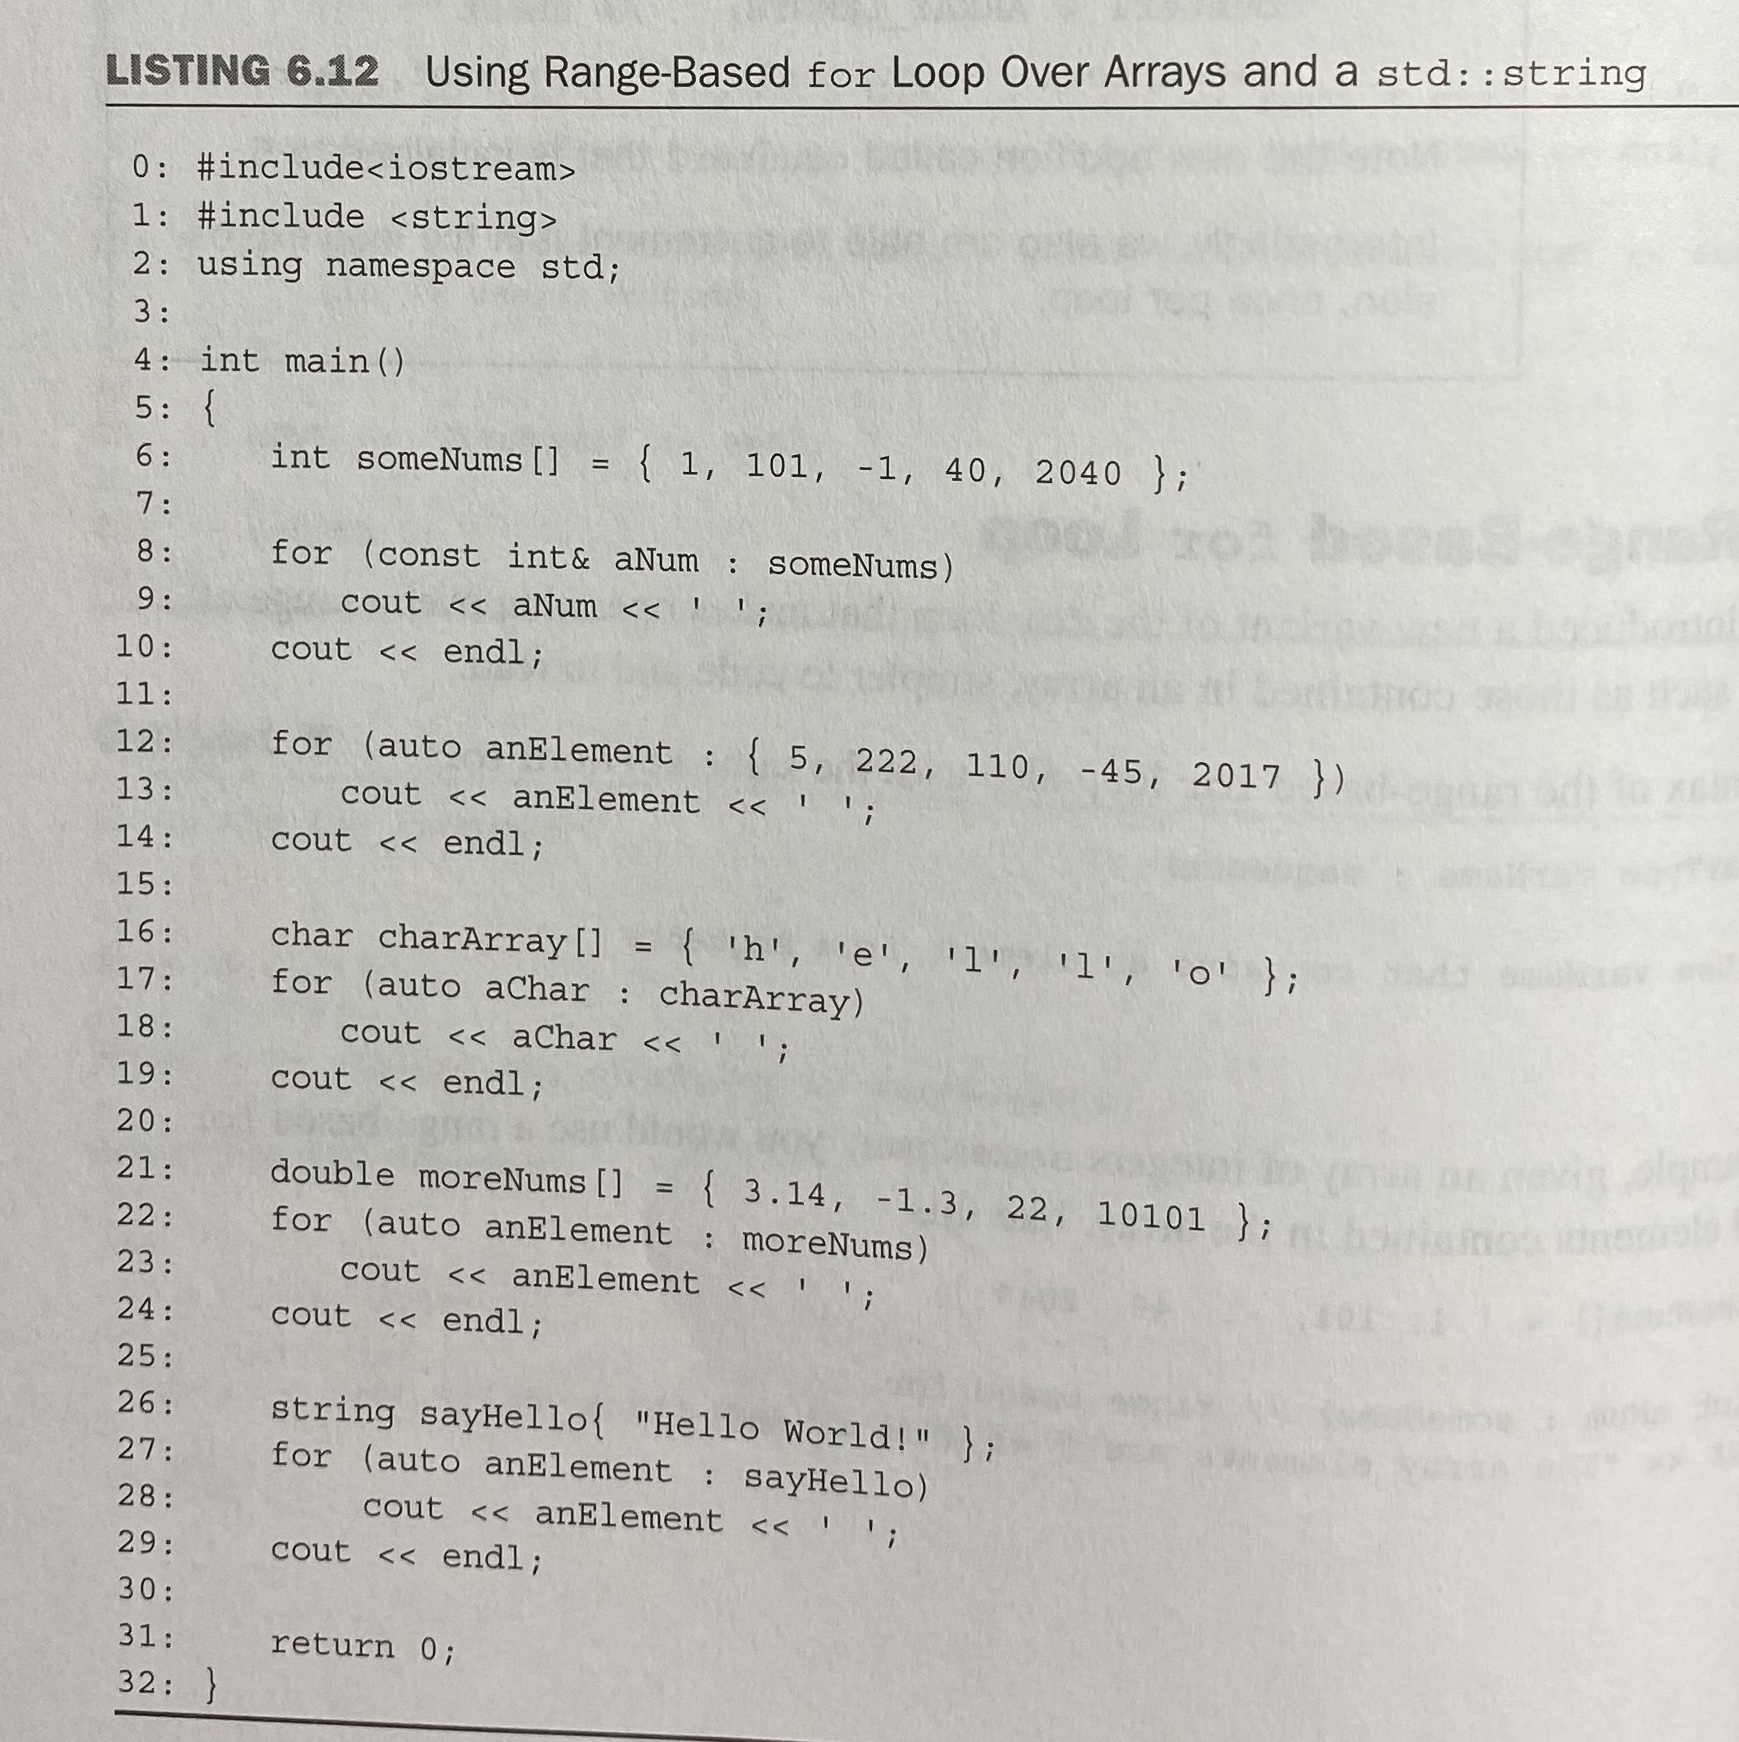 LISTING 6.12 Using Range-Based for Loop Over Arrays and a std::string
0: #include<iostream>
1: #include <string>
2: using namespace std;
3:
4: int main()
5: {
6: int someNums[] = { 1, 101, -1, 40, 2040 };
7:
8: for (const int& aNum : someNums)
9: cout << aNum << ' ';
10: cout << endl;
11:
12: for (auto anElement : { 5, 222, 110, -45, 2017 })
13: cout << anElement << ' ';
14: cout << endl;
15:
16: char charArray[] = { 'h', 'e', 'l', 'l', 'o' };
17: for (auto aChar : charArray)
18: cout << aChar << ' ';
19: cout << endl;
20:
21: double moreNums[] = { 3.14, -1.3, 22, 10101 };
22: for (auto anElement : moreNums)
23: cout << anElement << ' ';
24: cout << endl;
25:
26: string sayHello{ "Hello World!" };
27: for (auto anElement : sayHello)
28: cout << anElement << ' ';
29: cout << endl;
30:
31: return 0;
32: }